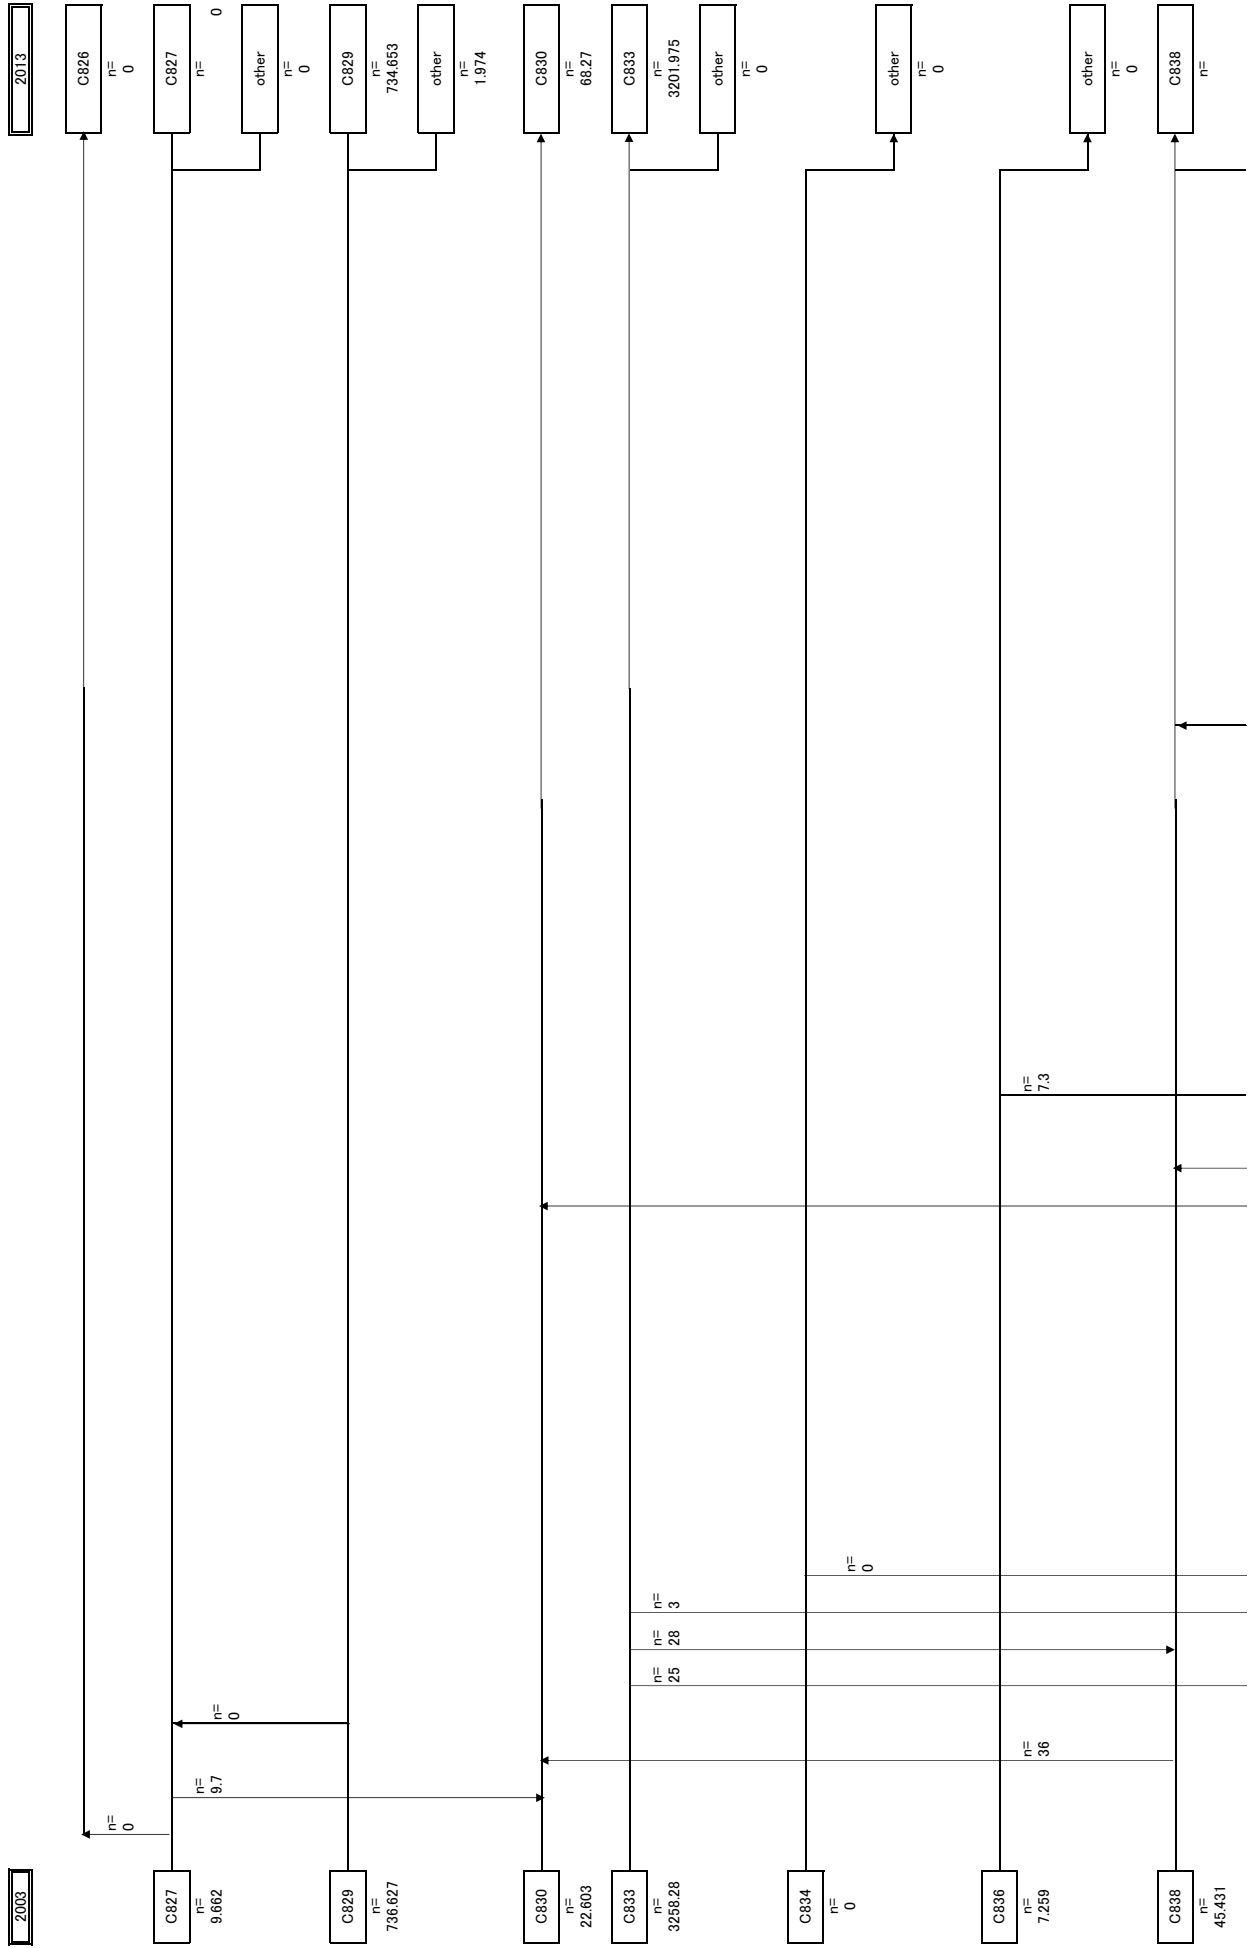 2003
2013
C826
n=
0
n=
0
C827
n=
9.662
n=
9.7
n=
0
C827
n=
0
other
n=
0
C829
n=
736.627
C829
n=
734.653
other
n=
1.974
C830
n=
22.603
C830
n=
68.27
C833
n=
3258.28
n=
25
n=
28
n=
3
C833
n=
3201.975
other
n=
0
C834
n=
0
n=
0
other
n=
0
C836
n=
7.259
n=
36
n=
7.3
other
n=
0
C838
n=
45.431
C838
n=